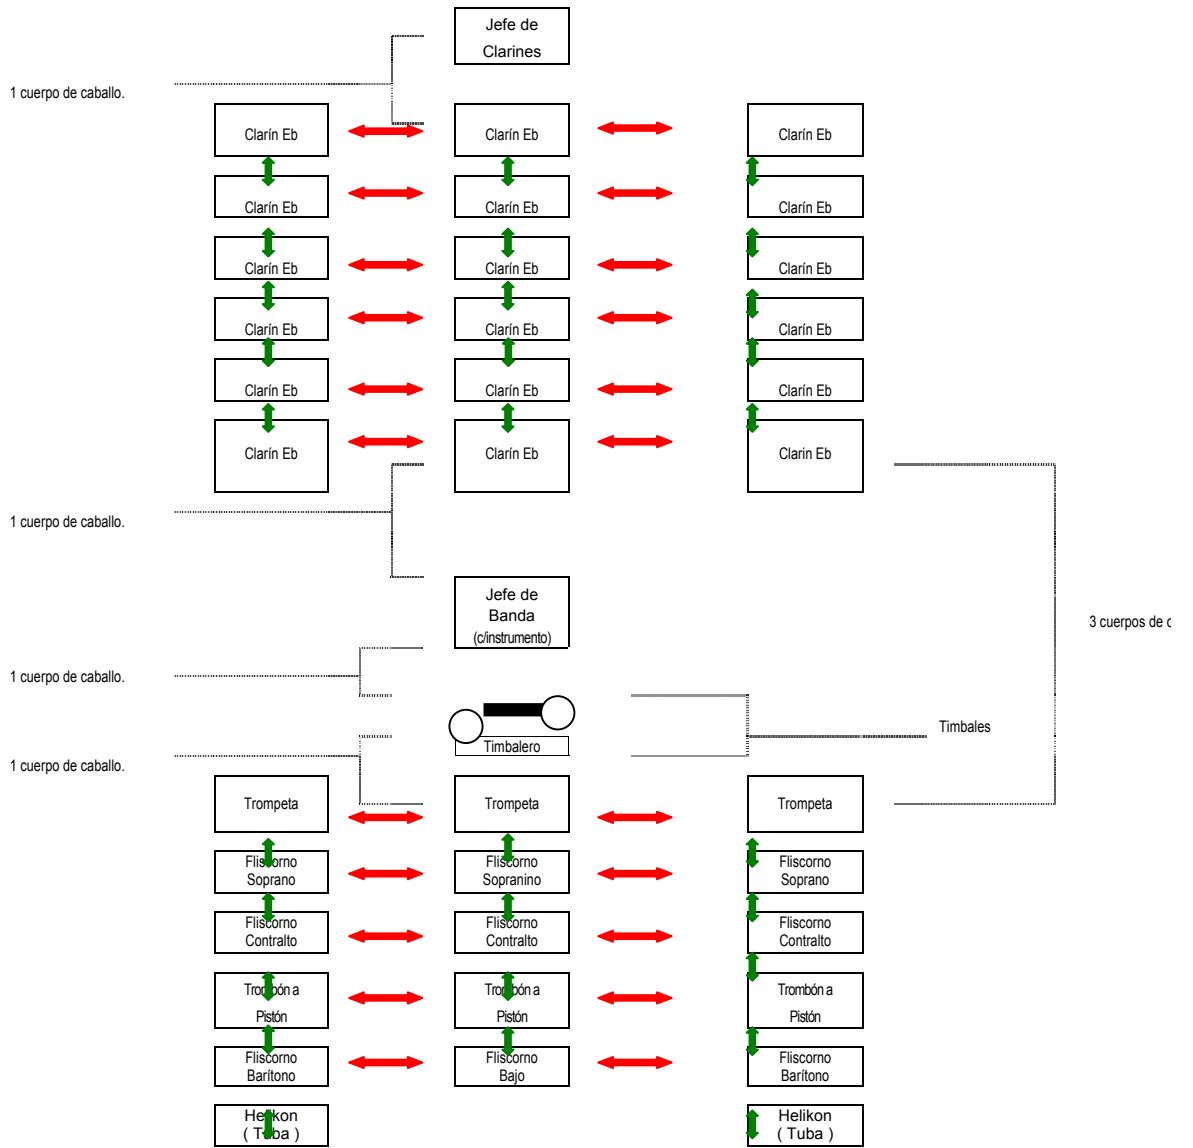 Jefe de
Clarines
1 cuerpo de caballo.
Clarín Eb Clarín Eb Clarín Eb
Clarín Eb Clarín Eb Clarín Eb
Clarín Eb Clarín Eb Clarín Eb
Clarín Eb Clarín Eb Clarín Eb
Clarín Eb Clarín Eb Clarín Eb
Clarín Eb Clarín Eb Clarin Eb
1 cuerpo de caballo.
Jefe de
Banda
(c/instrumento)
3 cuerpos de c
1 cuerpo de caballo.
Timbales
Timbalero
1 cuerpo de caballo.
Trompeta Trompeta Trompeta
Fliscorno Fliscorno Fliscorno
Soprano Sopranino Soprano
Fliscorno Fliscorno Fliscorno
Contralto Contralto Contralto
Trombón a Trombón a Trombón a
Pistón Pistón Pistón
Fliscorno Fliscorno Fliscorno
Barítono Bajo Barítono
Helikon Helikon
( Tuba ) ( Tuba )